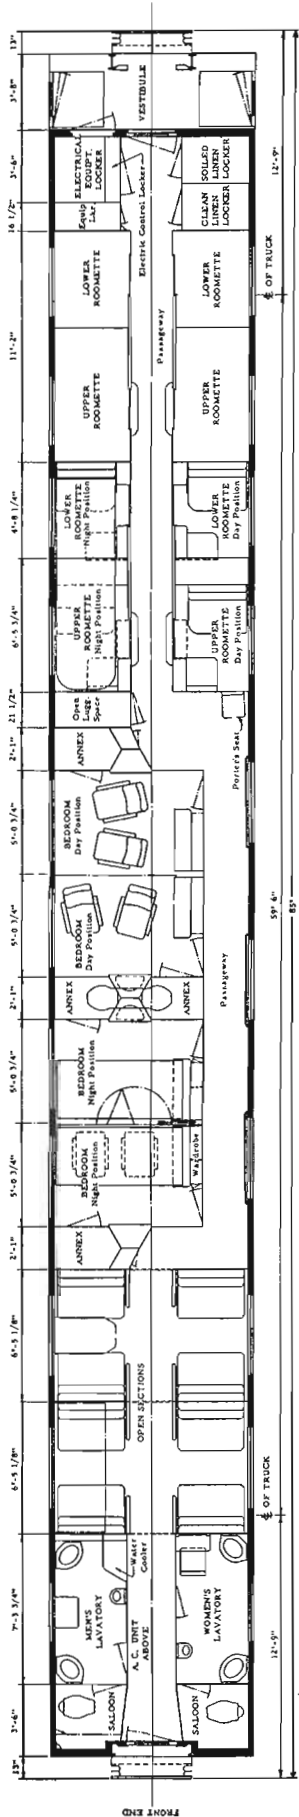 13"
3'-8"
3'-6"
16 1/2"
11'-2"
4'-8 1/4"
6'-5 3/4"
21 1/2"
2'-1"
5'-0 3/4"
5'-0 3/4"
2'-1"
5'-0 3/4"
5'-0 3/4"
2'-1"
6'-5 1/8"
6'-5 1/8"
7'-3 3/4"
3'-6"
13"
VESTIBULE
ELECTRICAL
EQUIPT.
LOCKER
Equip
Lkr.
Electric Control Locker
SOILED
LINEN
LOCKER
CLEAN
LINEN
LOCKER
LOWER
ROOMETTE
LOWER
ROOMETTE
Passageway
UPPER
ROOMETTE
UPPER
ROOMETTE
LOWER
ROOMETTE
Night Position
LOWER
ROOMETTE
Day Position
UPPER
ROOMETTE
Night Position
UPPER
ROOMETTE
Day Position
Open
Lugg.
Space
Porter's Seat
ANNEX
BEDROOM
Day Position
BEDROOM
Day Position
ANNEX
ANNEX
Passageway
BEDROOM
Night Position
BEDROOM
Night Position
Wardrobe
ANNEX
OPEN SECTIONS
MEN'S
LAVATORY
Water
Cooler
A.C. UNIT
ABOVE
WOMEN'S
LAVATORY
SALOON
SALOON
12'-9"
℄ OF TRUCK
59' 6"
85'
℄ OF TRUCK
12'-9"
FRONT END